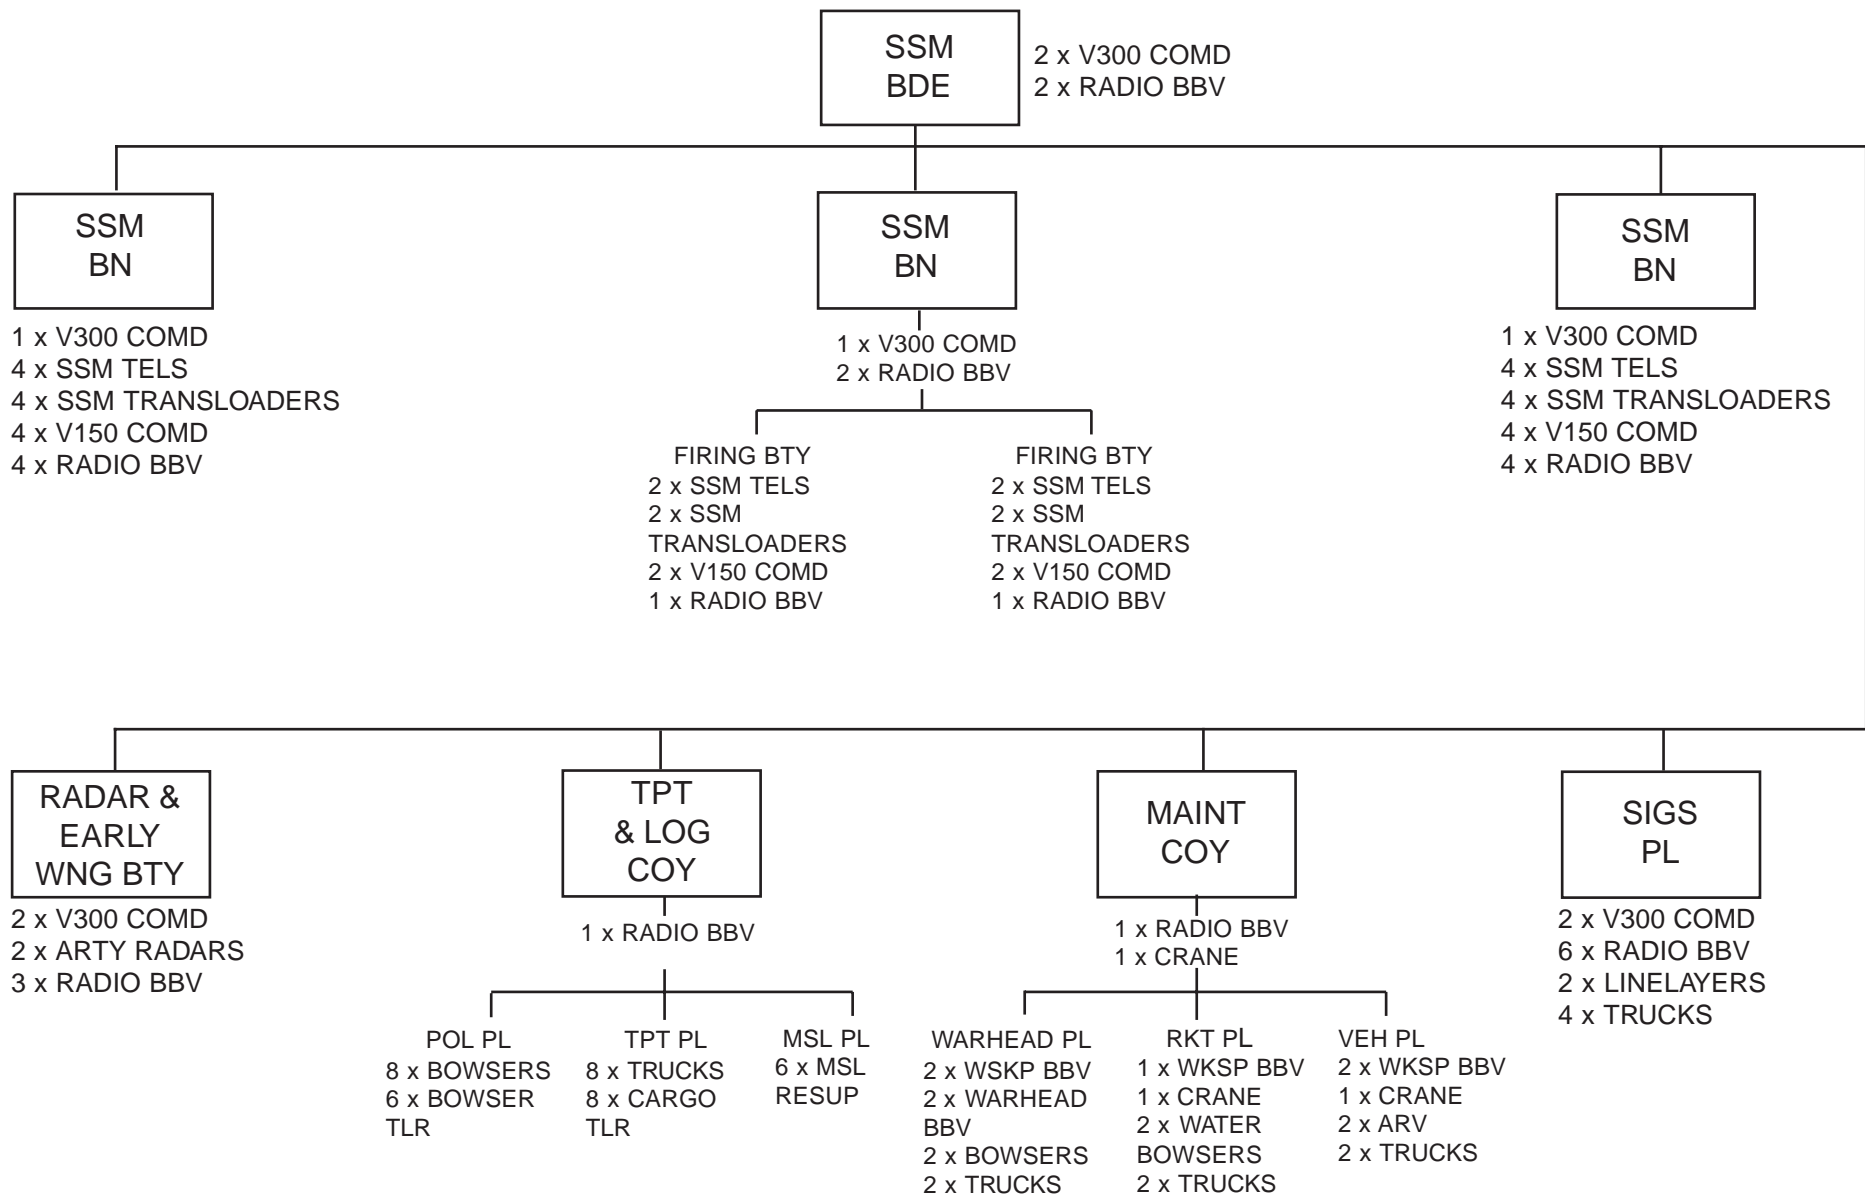 SSM
BDE
2 x V300 COMD
2 x RADIO BBV
SSM
BN
1 x V300 COMD
4 x SSM TELS
4 x SSM TRANSLOADERS
4 x V150 COMD
4 x RADIO BBV
SSM
BN
1 x V300 COMD
2 x RADIO BBV
FIRING BTY
2 x SSM TELS
2 x SSM
TRANSLOADERS
2 x V150 COMD
1 x RADIO BBV
FIRING BTY
2 x SSM TELS
2 x SSM
TRANSLOADERS
2 x V150 COMD
1 x RADIO BBV
SSM
BN
1 x V300 COMD
4 x SSM TELS
4 x SSM TRANSLOADERS
4 x V150 COMD
4 x RADIO BBV
RADAR &
EARLY
WNG BTY
2 x V300 COMD
2 x ARTY RADARS
3 x RADIO BBV
TPT
& LOG
COY
1 x RADIO BBV
POL PL
8 x BOWSERS
6 x BOWSER
TLR
TPT PL
8 x TRUCKS
8 x CARGO
TLR
MSL PL
6 x MSL
RESUP
MAINT
COY
1 x RADIO BBV
1 x CRANE
WARHEAD PL
2 x WSKP BBV
2 x WARHEAD
BBV
2 x BOWSERS
2 x TRUCKS
RKT PL
1 x WKSP BBV
1 x CRANE
2 x WATER
BOWSERS
2 x TRUCKS
VEH PL
2 x WKSP BBV
1 x CRANE
2 x ARV
2 x TRUCKS
SIGS
PL
2 x V300 COMD
6 x RADIO BBV
2 x LINELAYERS
4 x TRUCKS